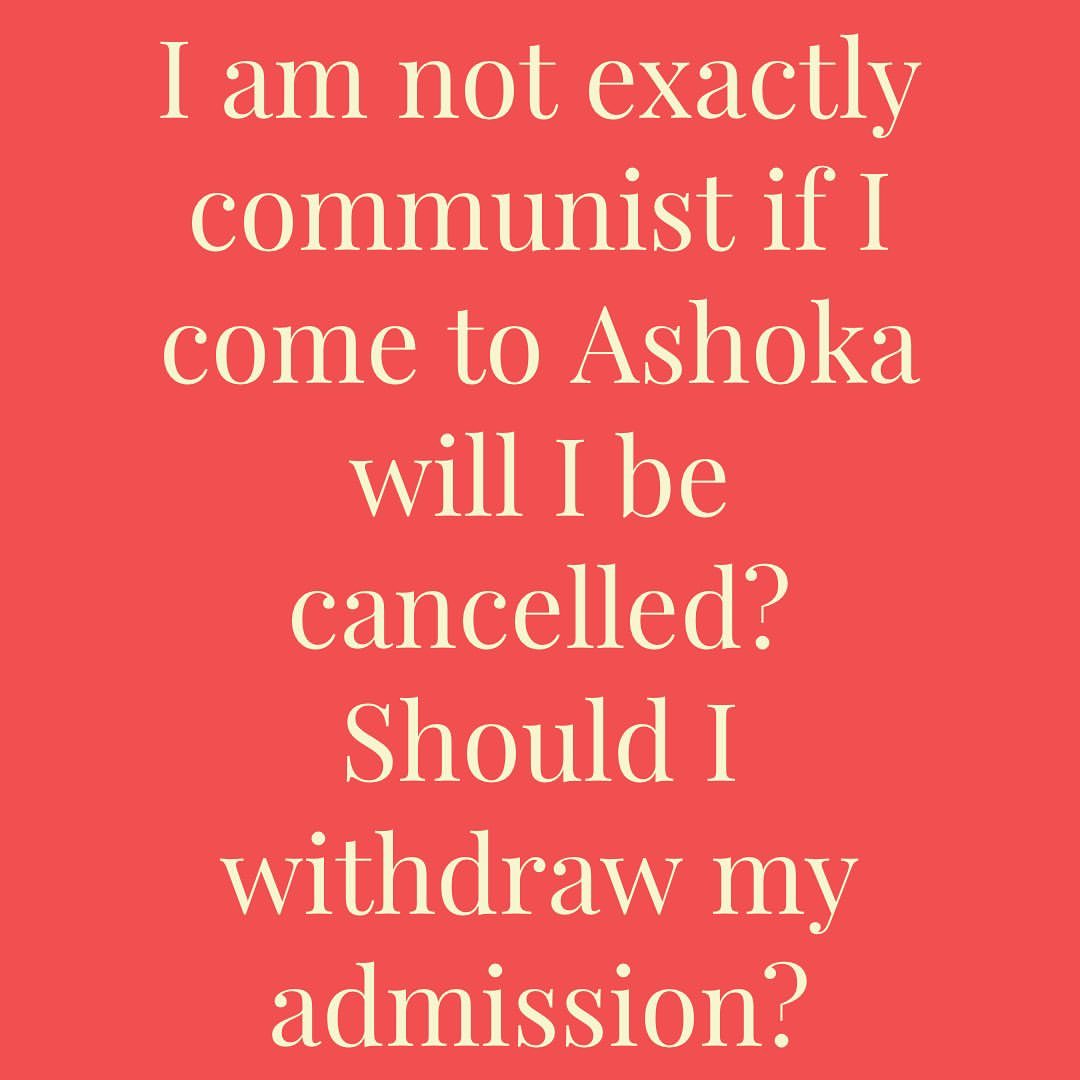 I am not exactly
communist if I
come to Ashoka
will I be
cancelled?
Should I
withdraw my
admission?